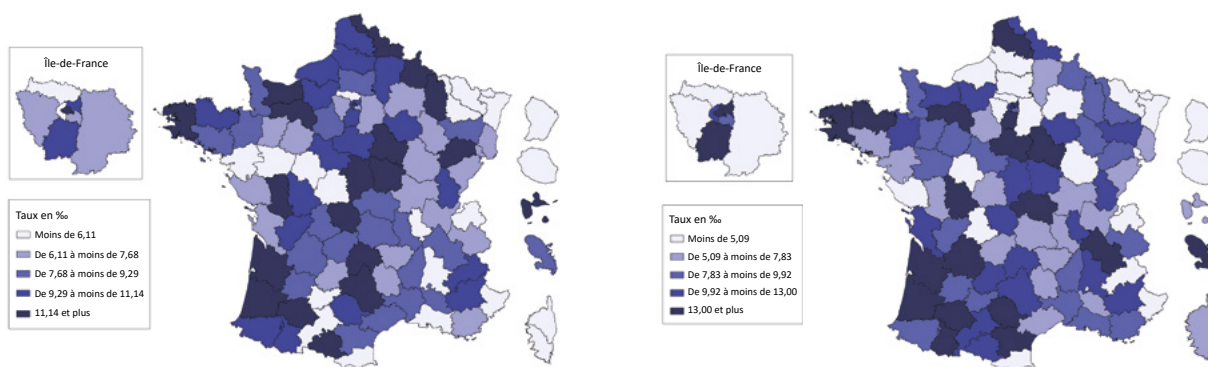 Île-de-France
Taux en ‰
Moins de 6,11
De 6,11 à moins de 7,68
De 7,68 à moins de 9,29
De 9,29 à moins de 11,14
11,14 et plus
Île-de-France
Taux en ‰
Moins de 5,09
De 5,09 à moins de 7,83
De 7,83 à moins de 9,92
De 9,92 à moins de 13,00
13,00 et plus